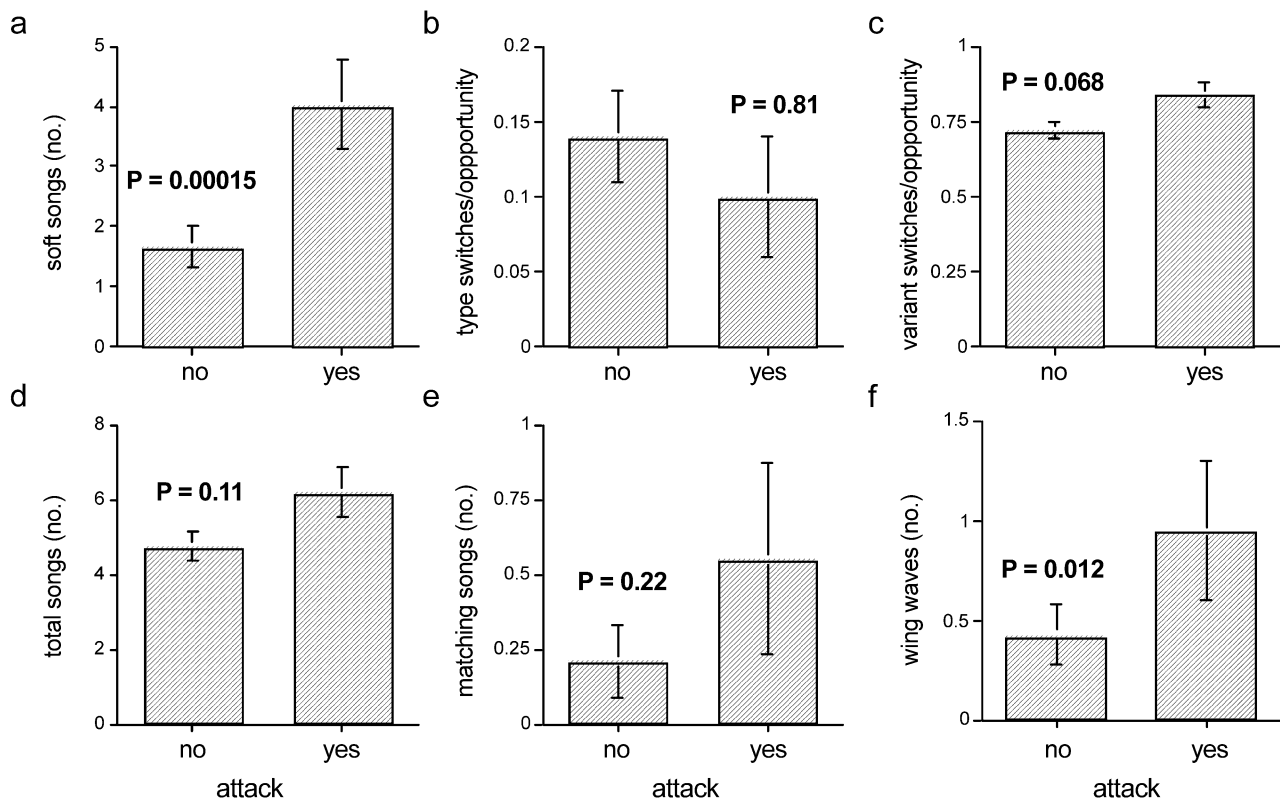 a
5
4
3
2
1
0
soft songs (no.)
P = 0.00015
no
yes
b
0.2
0.15
0.1
0.05
0
type switches/oppportunity
P = 0.81
no
yes
c
1
0.75
0.5
0.25
0
variant switches/oppportunity
P = 0.068
no
yes
d
8
6
4
2
0
total songs (no.)
P = 0.11
no
yes
attack
e
1
0.75
0.5
0.25
0
matching songs (no.)
P = 0.22
no
yes
f
1.5
1
0.5
0
wing waves (no.)
P = 0.012
no
yes
attack